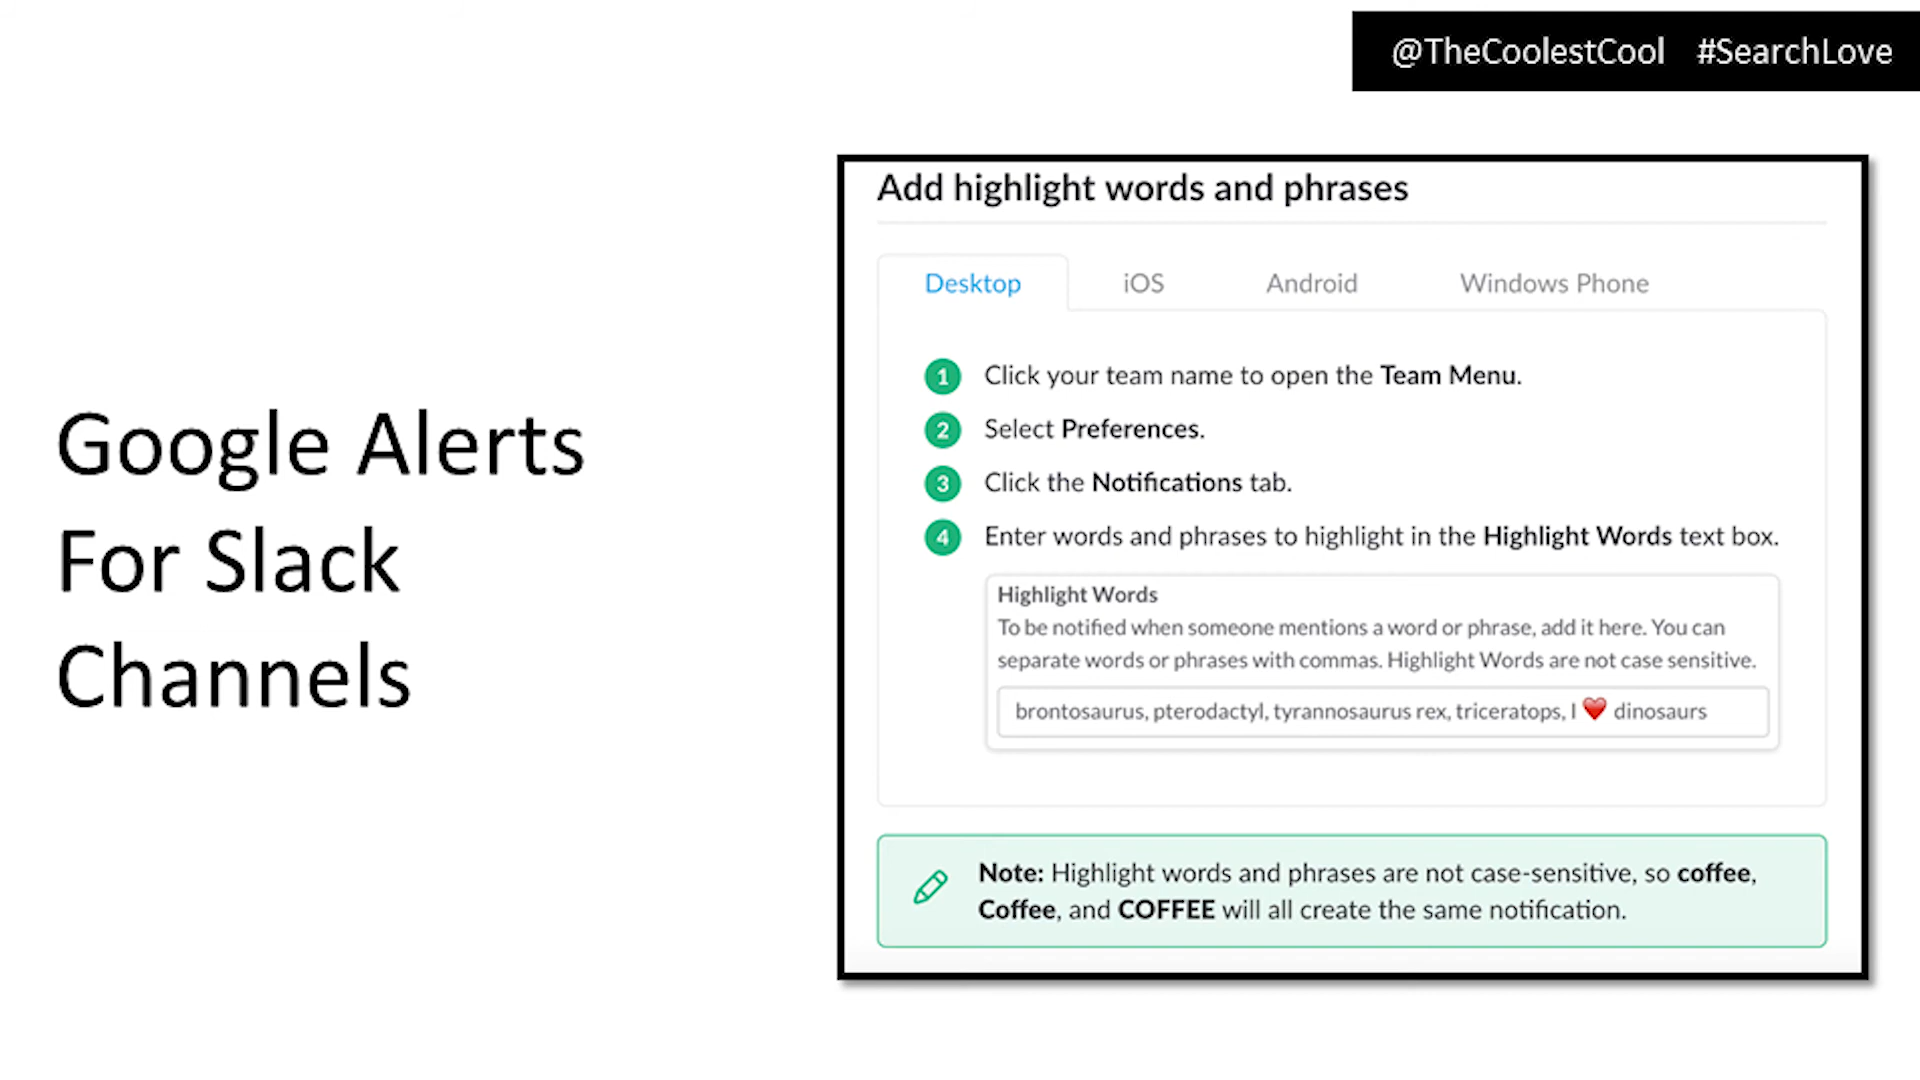 @TheCoolestCool #SearchLove
Google Alerts
For Slack
Channels
Add highlight words and phrases
Desktop iOS Android Windows Phone
1 Click your team name to open the Team Menu.
2 Select Preferences.
3 Click the Notifications tab.
4 Enter words and phrases to highlight in the Highlight Words text box.
Highlight Words
To be notified when someone mentions a word or phrase, add it here. You can
separate words or phrases with commas. Highlight Words are not case sensitive.
brontosaurus, pterodactyl, tyrannosaurus rex, triceratops, I ❤️ dinosaurs
Note: Highlight words and phrases are not case-sensitive, so coffee,
Coffee, and COFFEE will all create the same notification.